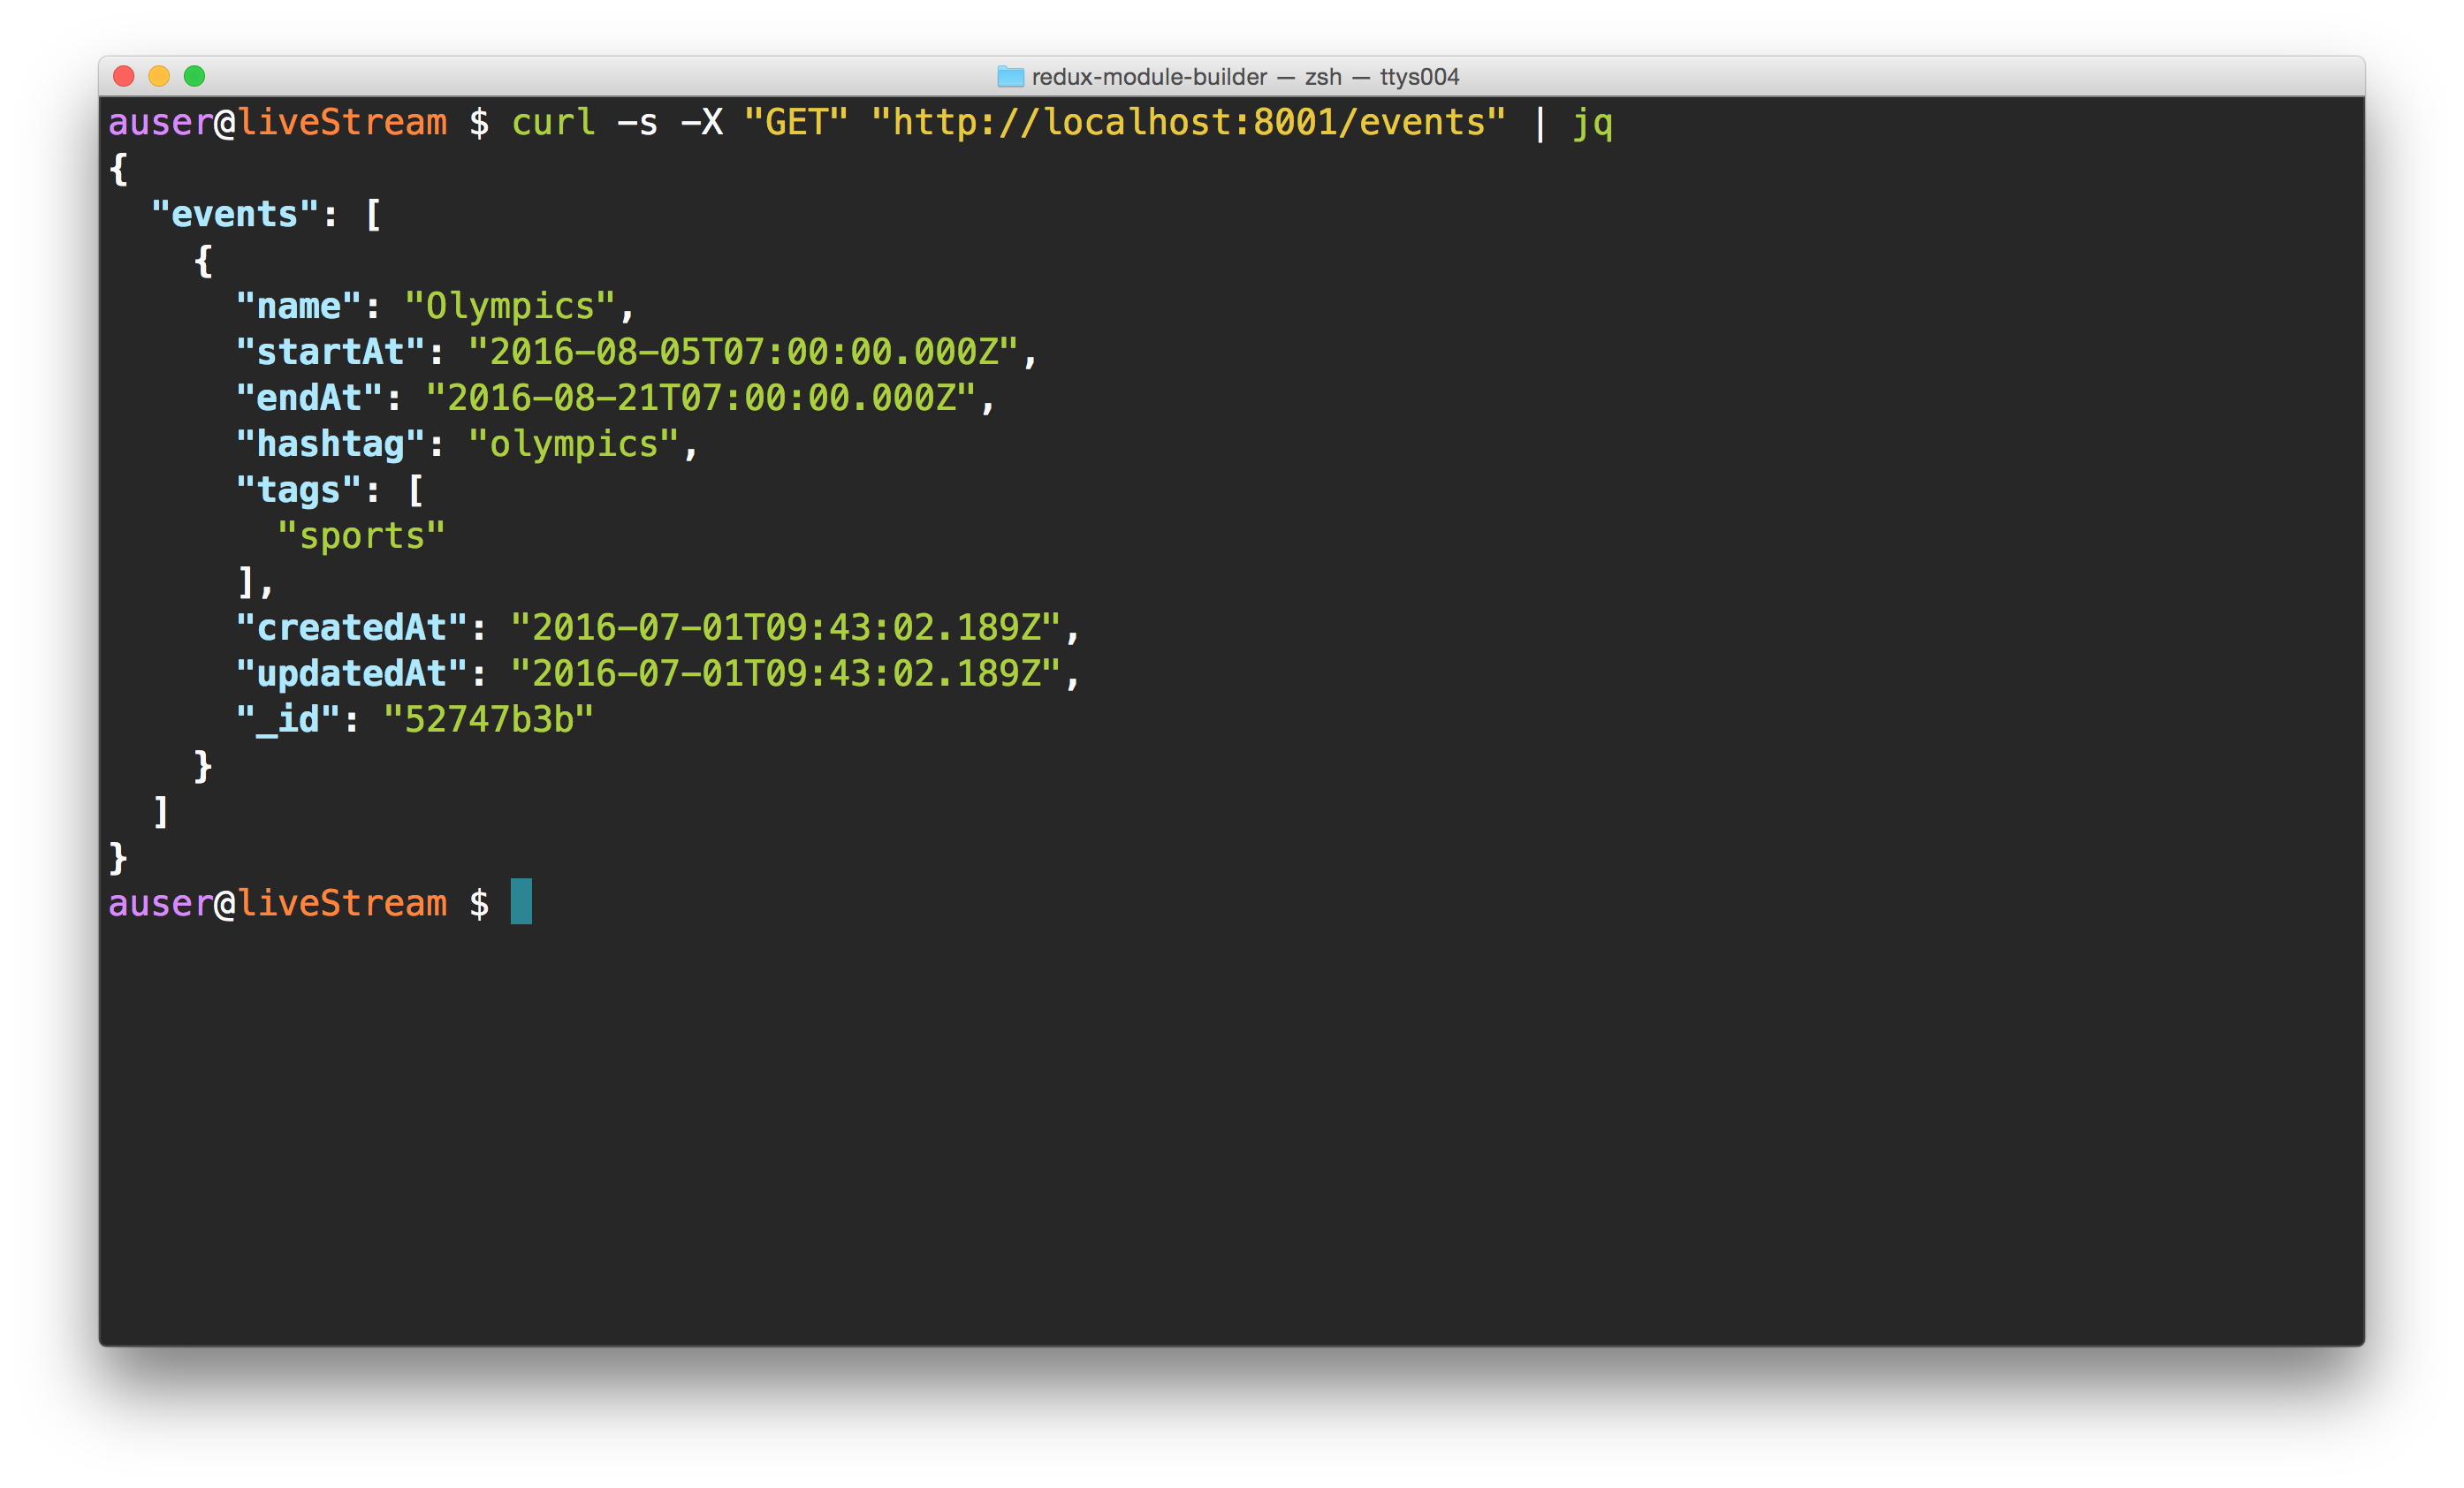 redux-module-builder — zsh — ttys004
auser@liveStream $ curl -s -X "GET" "http://localhost:8001/events" | jq
{
  "events": [
    {
      "name": "Olympics",
      "startAt": "2016-08-05T07:00:00.000Z",
      "endAt": "2016-08-21T07:00:00.000Z",
      "hashtag": "olympics",
      "tags": [
        "sports"
      ],
      "createdAt": "2016-07-01T09:43:02.189Z",
      "updatedAt": "2016-07-01T09:43:02.189Z",
      "_id": "52747b3b"
    }
  ]
}
auser@liveStream $